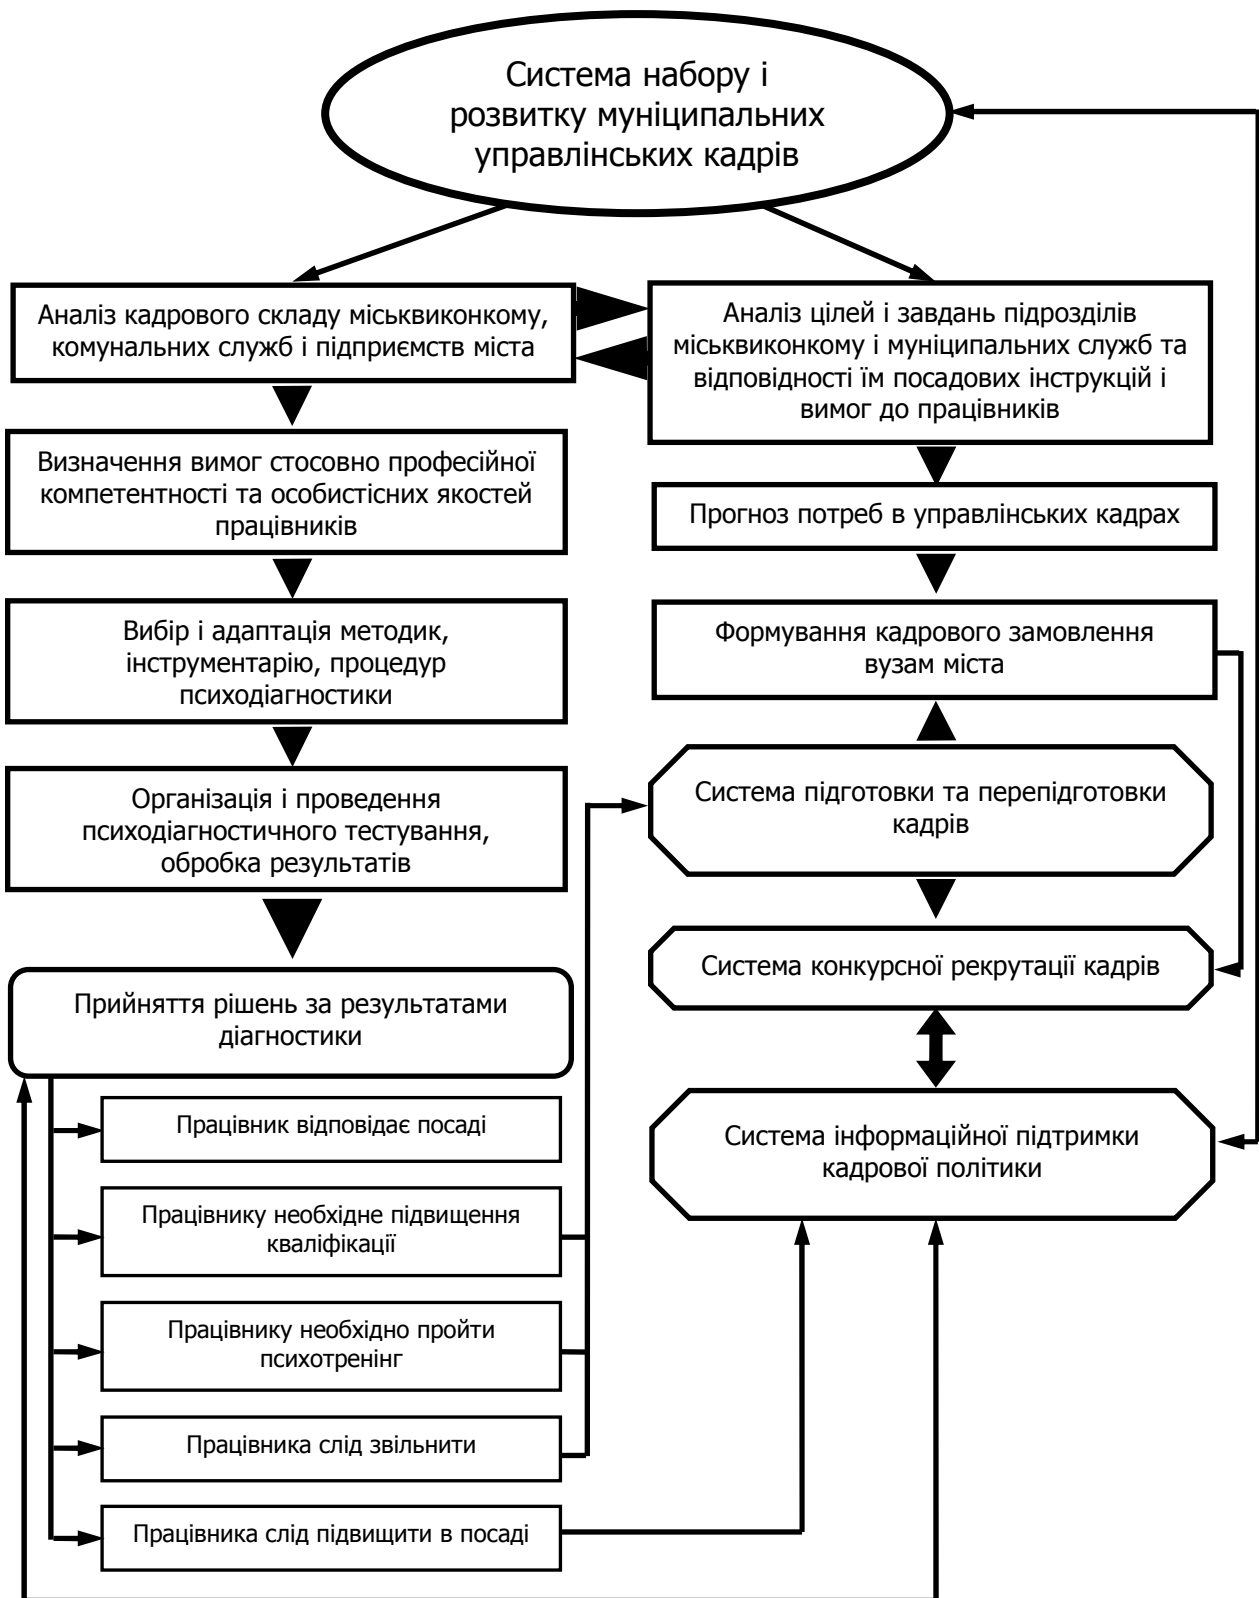 Система набору і
розвитку муніципальних
управлінських кадрів
Аналіз кадрового складу міськвиконкому,
комунальних служб і підприємств міста
Аналіз цілей і завдань підрозділів
міськвиконкому і муніципальних служб та
відповідності їм посадових інструкцій і
вимог до працівників
Визначення вимог стосовно професійної
компетентності та особистісних якостей
працівників
Прогноз потреб в управлінських кадрах
Вибір і адаптація методик,
інструментарію, процедур
психодіагностики
Формування кадрового замовлення
вузам міста
Організація і проведення
психодіагностичного тестування,
обробка результатів
Система підготовки та перепідготовки
кадрів
Система конкурсної рекрутації кадрів
Прийняття рішень за результатами
діагностики
Працівник відповідає посаді
Система інформаційної підтримки
кадрової політики
Працівнику необхідне підвищення
кваліфікації
Працівнику необхідно пройти
психотренінг
Працівника слід звільнити
Працівника слід підвищити в посаді